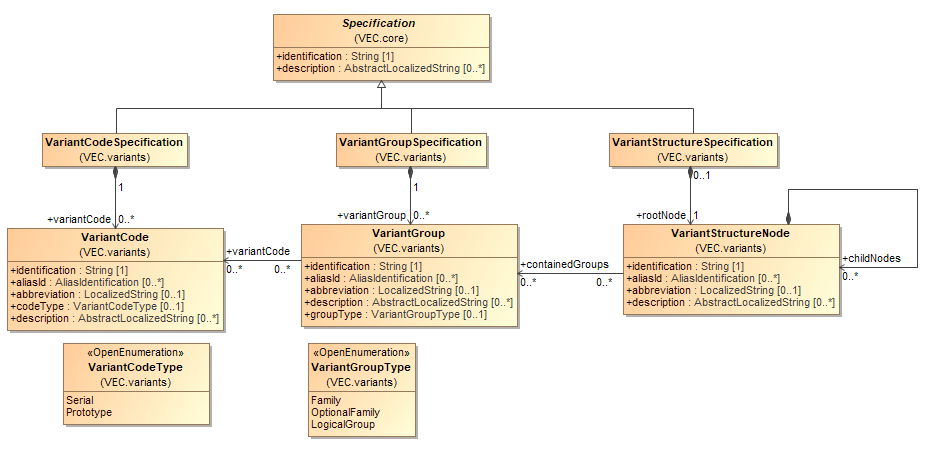 Specification
(VEC.core)
+identification : String [1]
+description : AbstractLocalizedString [0..*]
VariantCodeSpecification
(VEC.variants)
VariantGroupSpecification
(VEC.variants)
VariantStructureSpecification
(VEC.variants)
1
1
0..1
+variantCode
0..*
+variantGroup
0..*
+rootNode
1
VariantCode
(VEC.variants)
+identification : String [1]
+aliasId : AliasIdentification [0..*]
+abbreviation : LocalizedString [0..1]
+codeType : VariantCodeType [0..1]
+description : AbstractLocalizedString [0..*]
+variantCode
0..*
0..*
VariantGroup
(VEC.variants)
+identification : String [1]
+aliasId : AliasIdentification [0..*]
+abbreviation : LocalizedString [0..1]
+description : AbstractLocalizedString [0..*]
+groupType : VariantGroupType [0..1]
+containedGroups
0..*
0..*
VariantStructureNode
(VEC.variants)
+identification : String [1]
+aliasId : AliasIdentification [0..*]
+abbreviation : LocalizedString [0..1]
+description : AbstractLocalizedString [0..*]
+childNodes
0..*
«OpenEnumeration»
VariantCodeType
(VEC.variants)
Serial
Prototype
«OpenEnumeration»
VariantGroupType
(VEC.variants)
Family
OptionalFamily
LogicalGroup